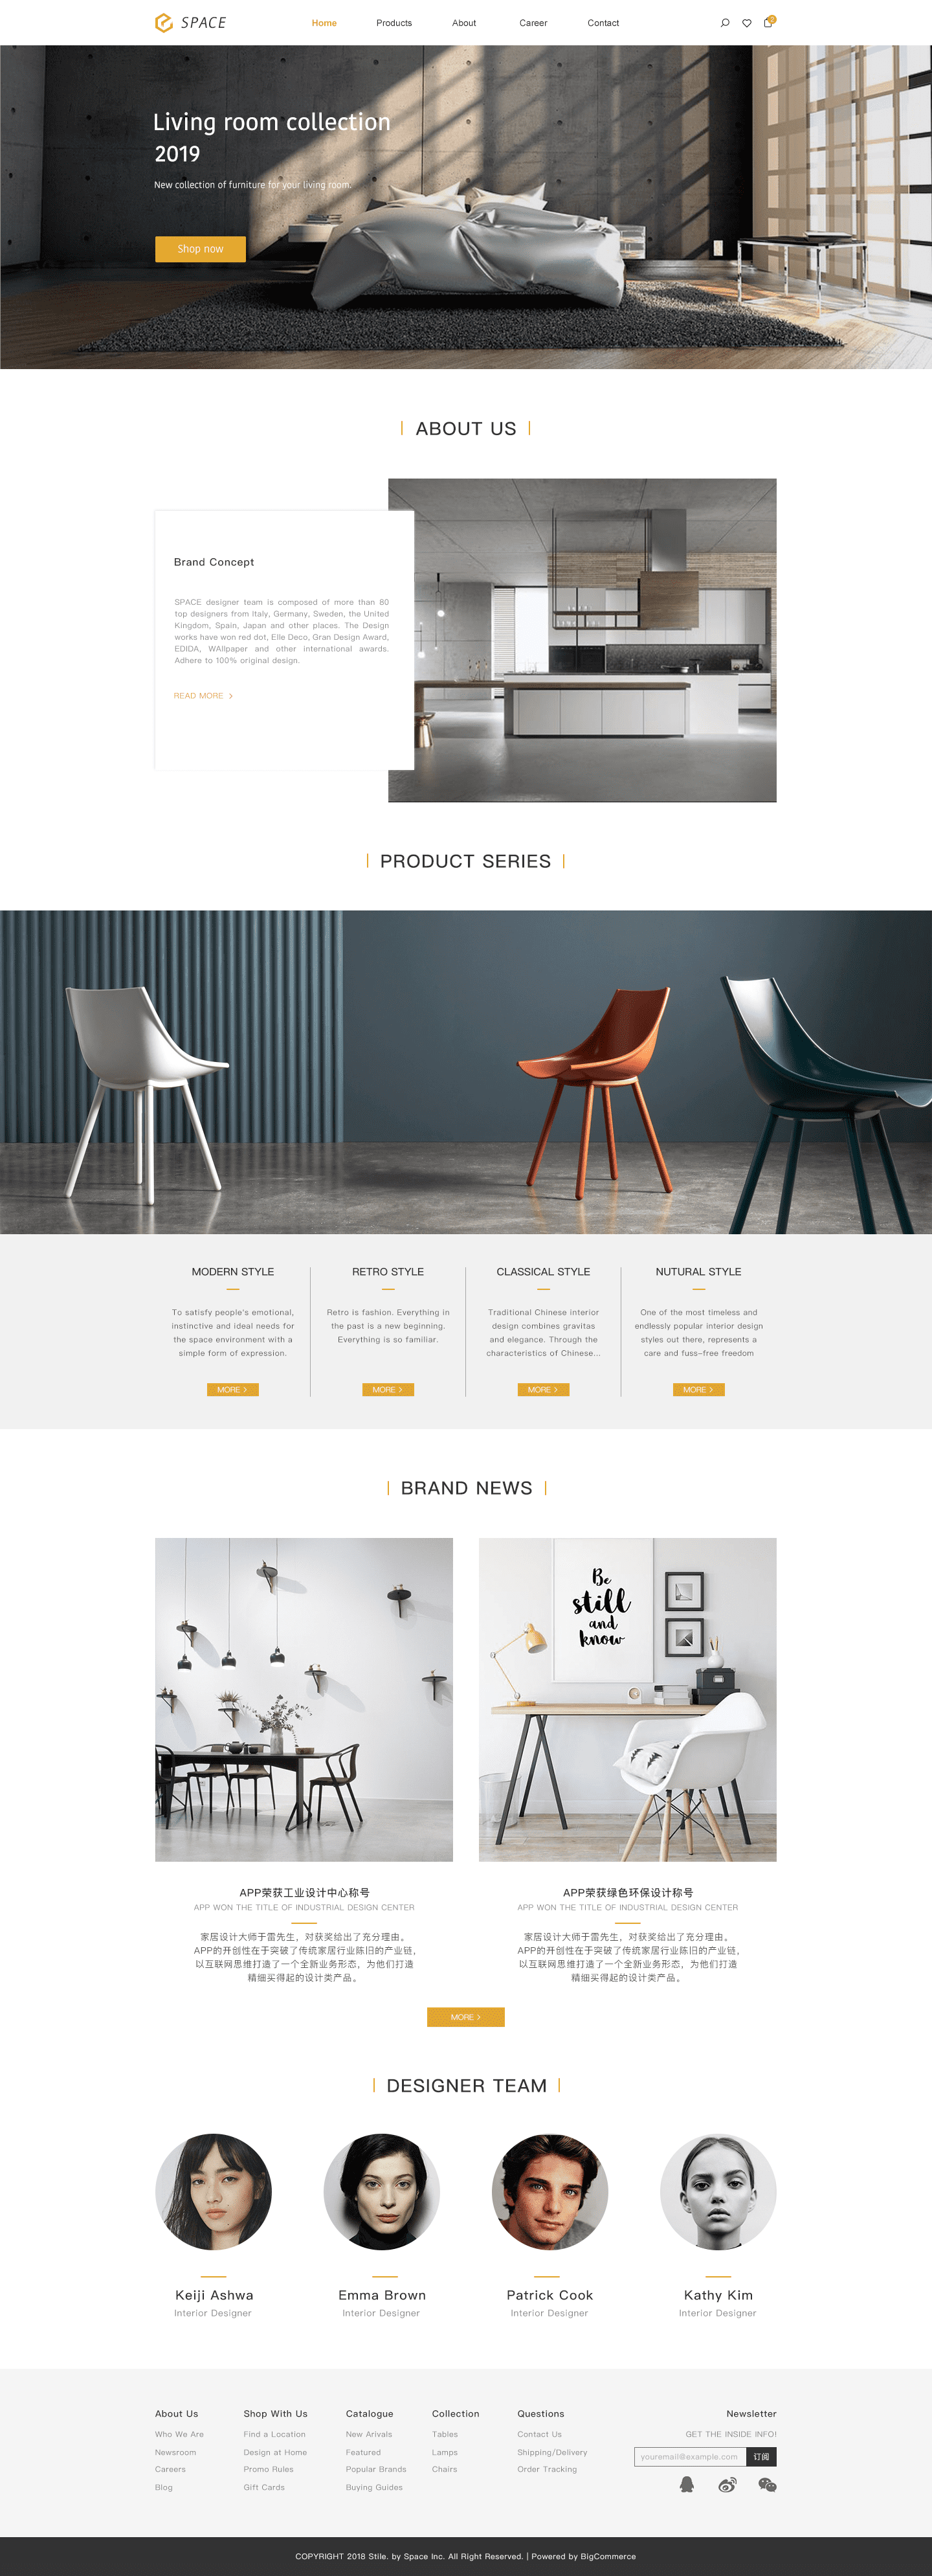 SPACE
Home Products About Career Contact
2
Living room collection
2019
New collection of furniture for your living room.
Shop now
ABOUT US
Brand Concept
SPACE designer team is composed of more than 80
top designers from Italy, Germany, Sweden, the United
Kingdom, Spain, Japan and other places. The Design
works have won red dot, Elle Deco, Gran Design Award,
EDIDA, WAllpaper and other international awards.
Adhere to 100% original design.
READ MORE >
PRODUCT SERIES
MODERN STYLE
To satisfy people's emotional,
instinctive and ideal needs for
the space environment with a
simple form of expression.
MORE >
RETRO STYLE
Retro is fashion. Everything in
the past is a new beginning.
Everything is so familiar.
MORE >
CLASSICAL STYLE
Traditional Chinese interior
design combines gravitas
and elegance. Through the
characteristics of Chinese...
MORE >
NUTURAL STYLE
One of the most timeless and
endlessly popular interior design
styles out there, represents a
care and fuss-free freedom
MORE >
BRAND NEWS
Be
still
and
know
APP荣获工业设计中心称号
APP WON THE TITLE OF INDUSTRIAL DESIGN CENTER
家居设计大师于雷先生，对获奖给出了充分理由。
APP的开创性在于突破了传统家居行业陈旧的产业链，
以互联网思维打造了一个全新业务形态，为他们打造
精细买得起的设计类产品。
APP荣获绿色环保设计称号
APP WON THE TITLE OF INDUSTRIAL DESIGN CENTER
家居设计大师于雷先生，对获奖给出了充分理由。
APP的开创性在于突破了传统家居行业陈旧的产业链，
以互联网思维打造了一个全新业务形态，为他们打造
精细买得起的设计类产品。
MORE >
DESIGNER TEAM
Keiji Ashwa
Interior Designer
Emma Brown
Interior Designer
Patrick Cook
Interior Designer
Kathy Kim
Interior Designer
About Us
Who We Are
Newsroom
Careers
Blog
Shop With Us
Find a Location
Design at Home
Promo Rules
Gift Cards
Catalogue
New Arivals
Featured
Popular Brands
Buying Guides
Collection
Tables
Lamps
Chairs
Questions
Contact Us
Shipping/Delivery
Order Tracking
Newsletter
GET THE INSIDE INFO!
youremail@example.com 订阅
COPYRIGHT 2018 Stile. by Space Inc. All Right Reserved. | Powered by BigCommerce